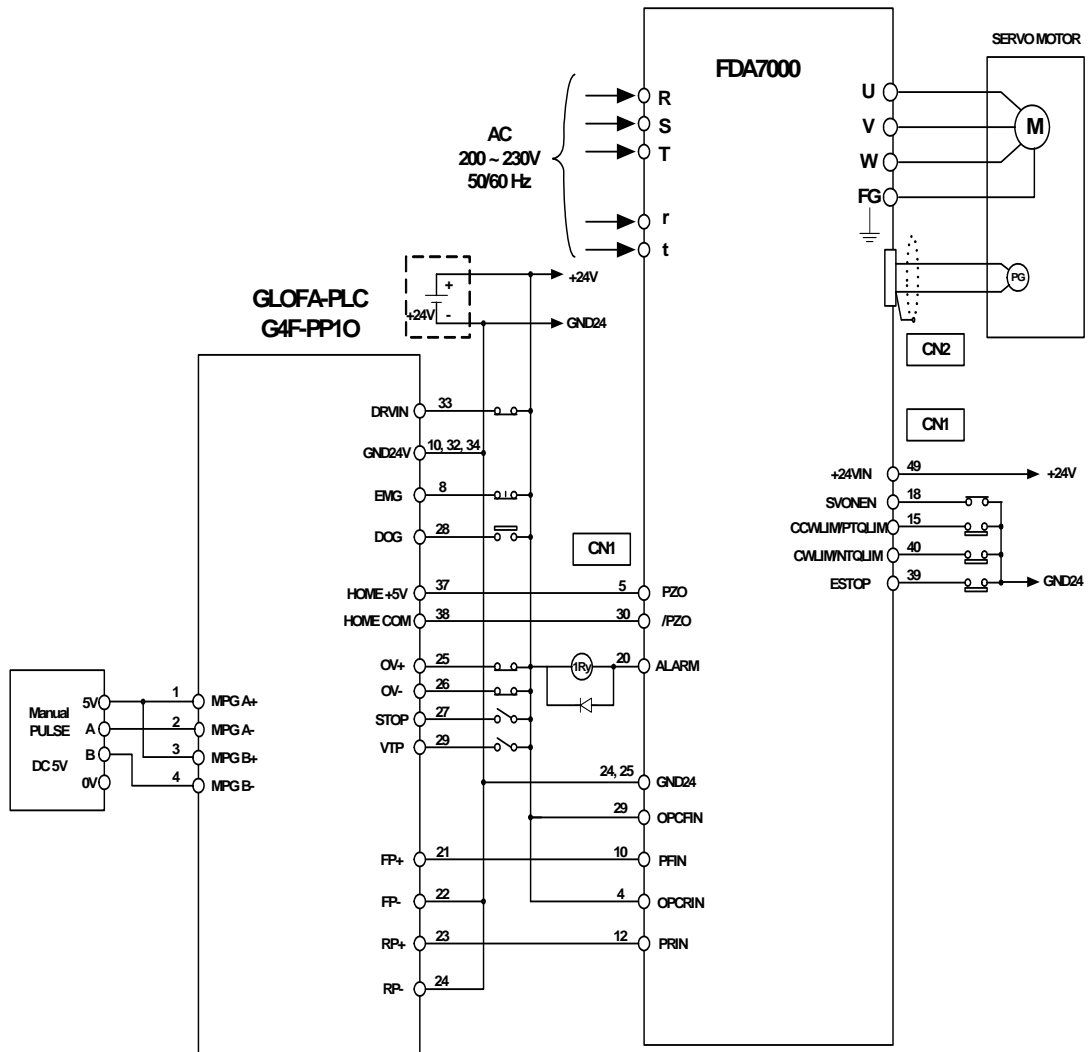 SERVO MOTOR
FDA7000
AC
200 ~ 230V
50/60 Hz
R
S
T
r
t
U
V
W
FG
M
PG
CN2
CN1
+24V
GND24
+
+24V
-
GLOFA-PLC
G4F-PP1O
DRVIN 33
GND24V 10, 32, 34
EMG 8
DOG 28
HOME +5V 37
HOME COM 38
OV+ 25
OV- 26
STOP 27
VTP 29
FP+ 21
FP- 22
RP+ 23
RP- 24
CN1
5 PZO
30 /PZO
1Ry 20 ALARM
24, 25 GND24
29 OPCFIN
10 PFIN
4 OPCRIN
12 PRIN
+24VIN 49 +24V
SVONEN 18
CCWLIM/PTQLIM 15
CWLIM/NTQLIM 40
ESTOP 39 GND24
Manual
PULSE
DC 5V
5V 1 MPG A+
A 2 MPG A-
B 3 MPG B+
0V 4 MPG B-